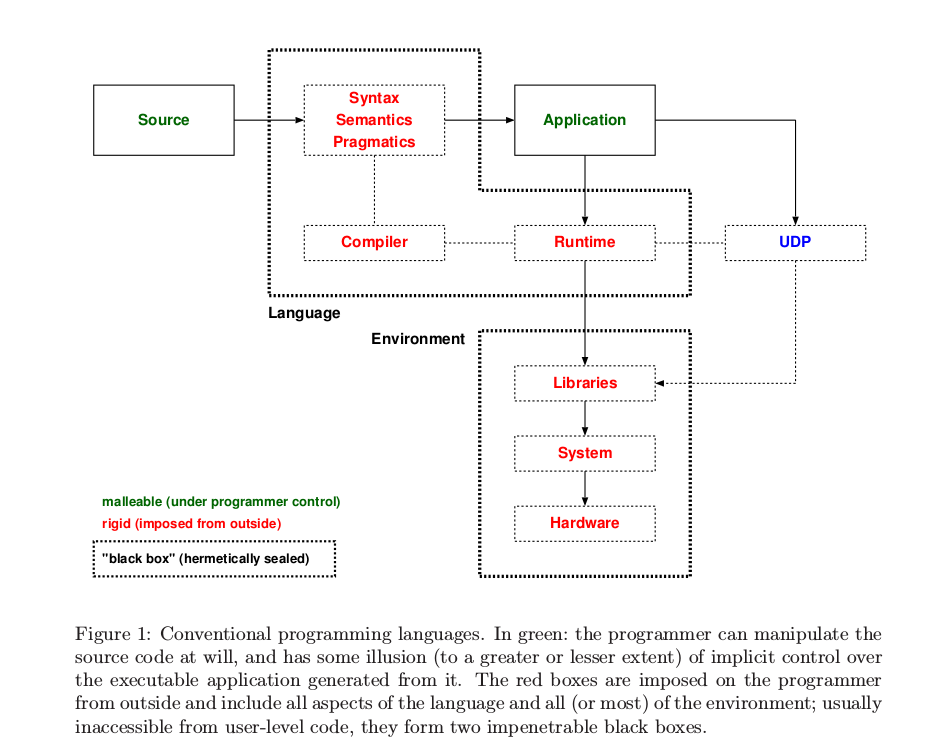 Source
Syntax
Semantics
Pragmatics
Application
Compiler
Runtime
UDP
Language
Environment
Libraries
System
Hardware
malleable (under programmer control)
rigid (imposed from outside)
"black box" (hermetically sealed)
Figure 1: Conventional programming languages. In green: the programmer can manipulate the
source code at will, and has some illusion (to a greater or lesser extent) of implicit control over
the executable application generated from it. The red boxes are imposed on the programmer
from outside and include all aspects of the language and all (or most) of the environment; usually
inaccessible from user-level code, they form two impenetrable black boxes.